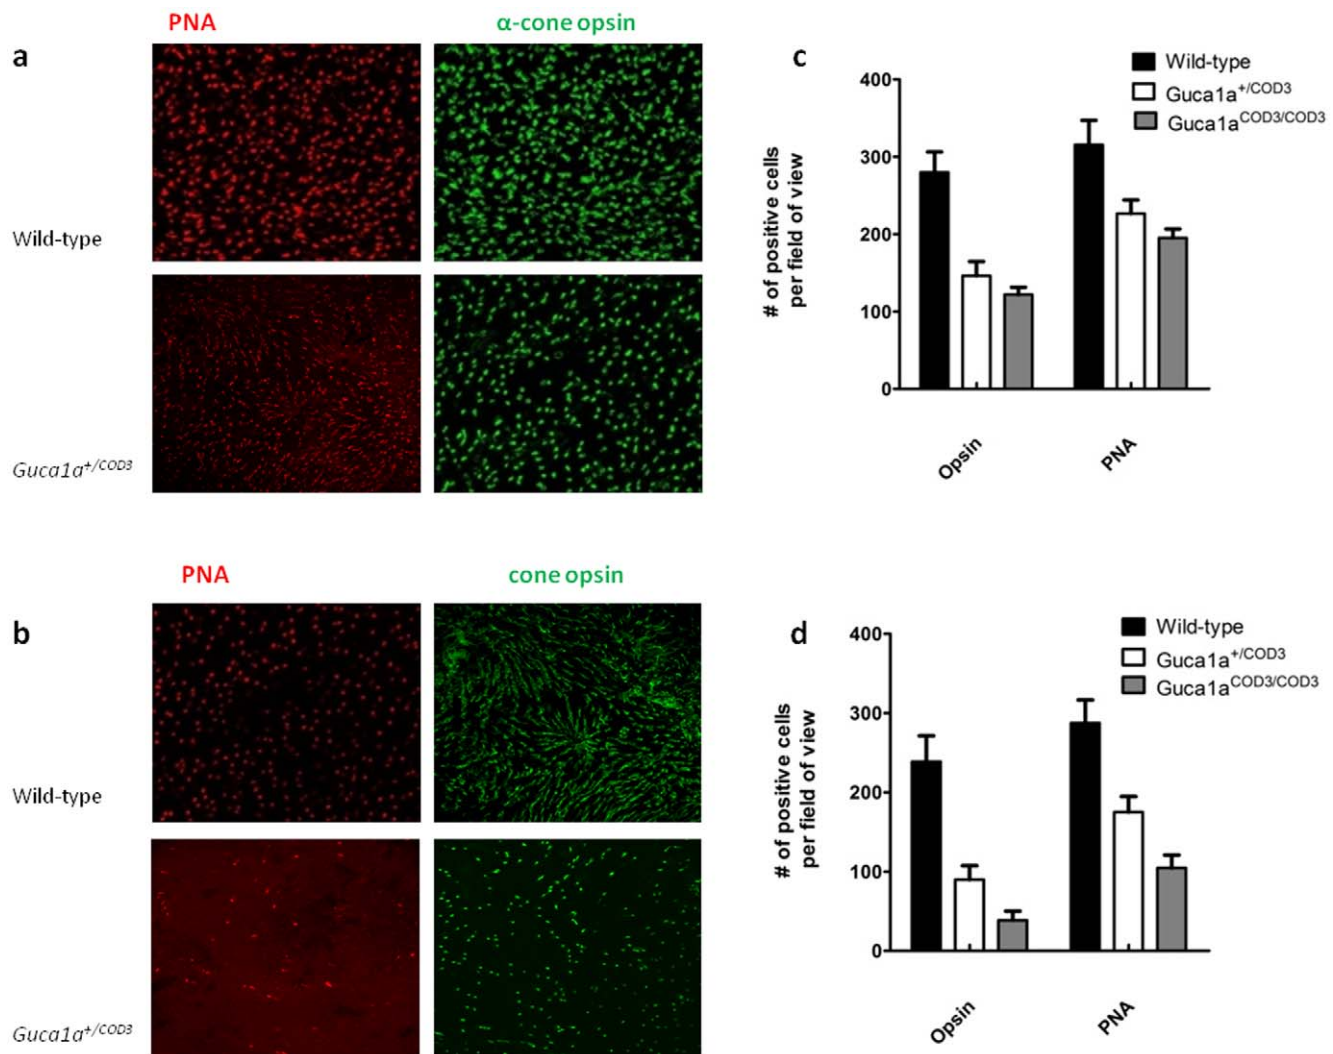 PNA
α-cone opsin
a
Wild-type
Guca1a+/COD3
c
Wild-type
Guca1a+/COD3
Guca1aCOD3/COD3
# of positive cells
per field of view
400
300
200
100
0
Opsin
PNA
PNA
cone opsin
b
Wild-type
Guca1a+/COD3
d
Wild-type
Guca1a+/COD3
Guca1aCOD3/COD3
# of positive cells
per field of view
400
300
200
100
0
Opsin
PNA